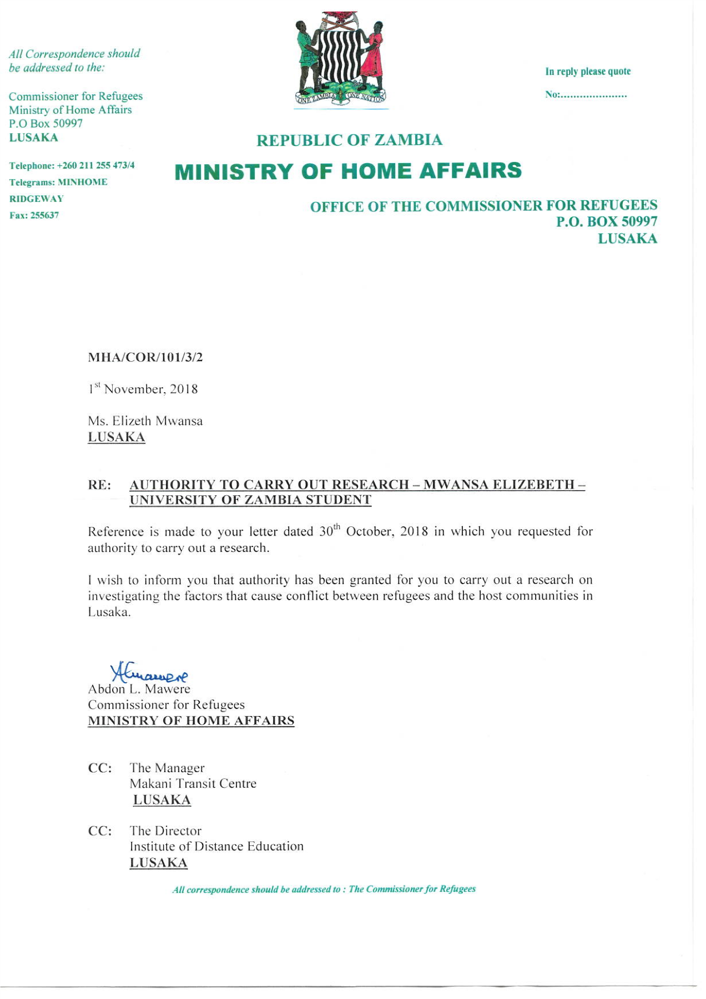 All Correspondence should
be addressed to the:
Commissioner for Refugees
Ministry of Home Affairs
P.O Box 50997
LUSAKA
Telephone: +260 211 255 473/4
Telegrams: MINHOME
RIDGEWAY
Fax: 255637
ONE ZAMBIA ONE NATION
In reply please quote
No:.....................
REPUBLIC OF ZAMBIA
MINISTRY OF HOME AFFAIRS
OFFICE OF THE COMMISSIONER FOR REFUGEES
P.O. BOX 50997
LUSAKA
MHA/COR/101/3/2
1st November, 2018
Ms. Elizeth Mwansa
LUSAKA
RE: AUTHORITY TO CARRY OUT RESEARCH – MWANSA ELIZEBETH –
UNIVERSITY OF ZAMBIA STUDENT
Reference is made to your letter dated 30th October, 2018 in which you requested for
authority to carry out a research.
I wish to inform you that authority has been granted for you to carry out a research on
investigating the factors that cause conflict between refugees and the host communities in
Lusaka.
Abdon L. Mawere
Commissioner for Refugees
MINISTRY OF HOME AFFAIRS
CC: The Manager
Makani Transit Centre
LUSAKA
CC: The Director
Institute of Distance Education
LUSAKA
All correspondence should be addressed to : The Commissioner for Refugees